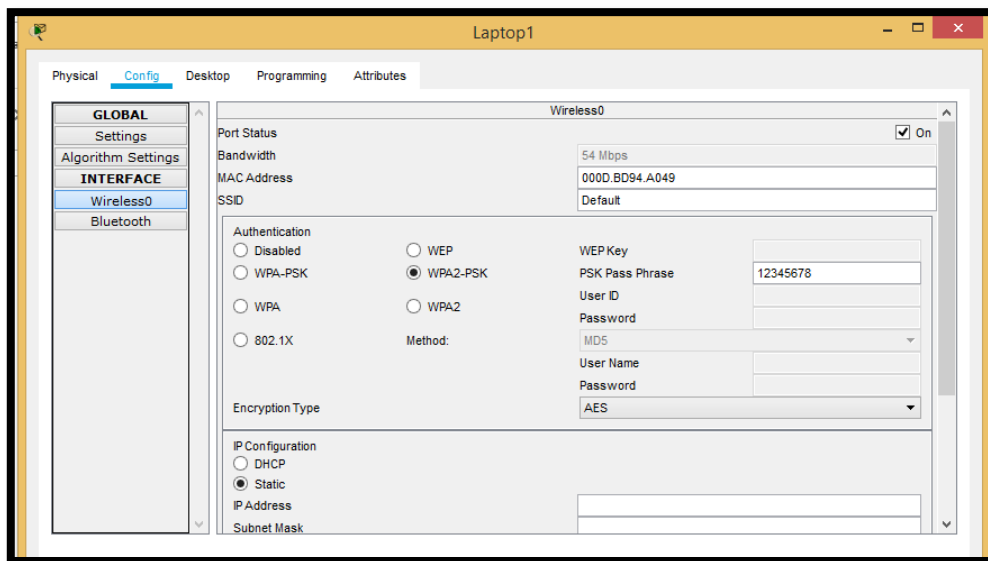 Laptop1
Physical Config Desktop Programming Attributes
GLOBAL
Settings
Algorithm Settings
INTERFACE
Wireless0
Bluetooth
Wireless0
Port Status On
Bandwidth 54 Mbps
MAC Address 000D.BD94.A049
SSID Default
Authentication
Disabled WEP WEP Key
WPA-PSK WPA2-PSK PSK Pass Phrase 12345678
User ID
WPA WPA2
Password
802.1X Method: MD5
User Name
Password
Encryption Type AES
IP Configuration
DHCP
Static
IP Address
Subnet Mask